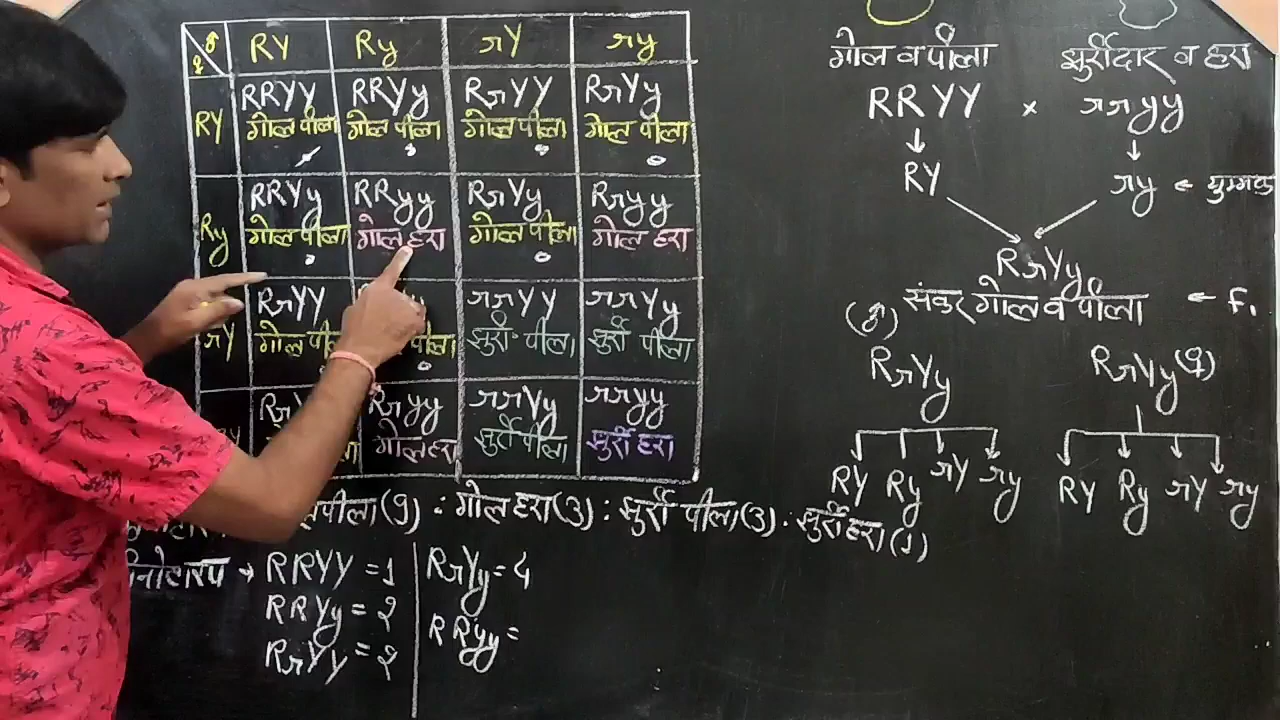 ♂ RY Ry rY ry
♀
RY RRYY RRYy RrYY RrYy
गोल पीला गोल पीला गोल पीला गोल पीला
Ry RRYy RRyy RrYy Rryy
गोल पीला गोल हरा गोल पीला गोल हरा
rY RrYY rrYY rrYy
गोल झुर्री पीला झुर्री पीला
Rryy rrYy rryy
गोल हरा झुर्री पीला झुर्री हरा
पीला (9) : गोल हरा (3) : झुर्री पीला (3) : झुर्री हरा (1)
RRYY = 1
RRYy = 2
= 2
RrYy = 4
RRyy =
गोल व पीला झुर्रीदार व हरा
RRYY × rryy
RY ry ← युग्मक
RrYy
संकर गोल व पीला ← F₁
(♂)
RrYy RrYy (♀)
RY Ry rY ry RY Ry rY ry